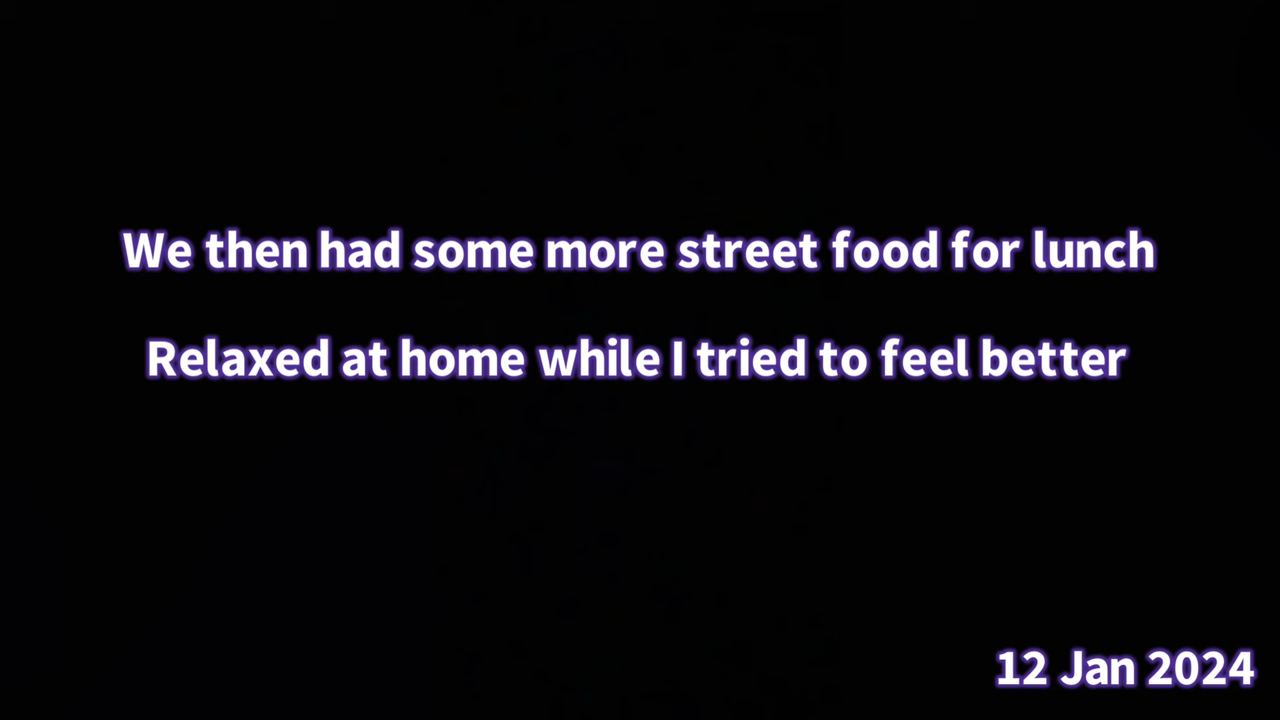 We then had some more street food for lunch
Relaxed at home while I tried to feel better
12 Jan 2024